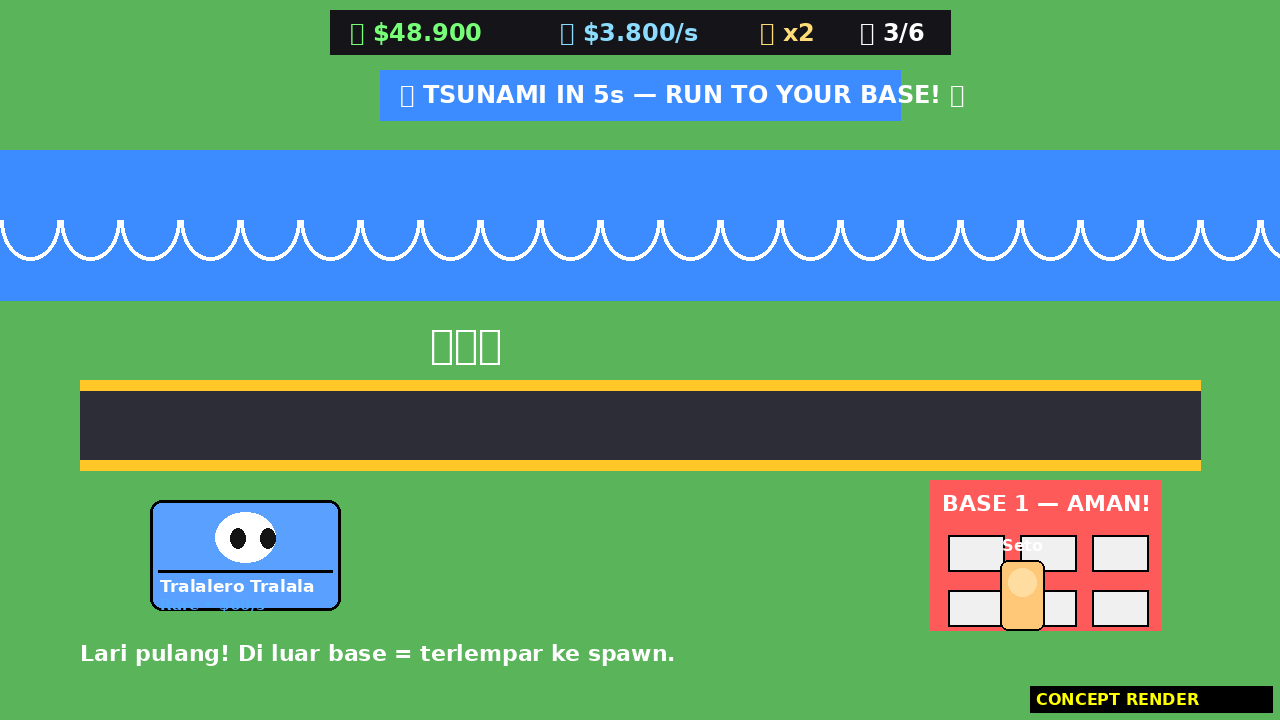 $48.900 $3.800/s x2 3/6
TSUNAMI IN 5s — RUN TO YOUR BASE!
BASE 1 — AMAN!
Seto
Tralalero Tralala
Lari pulang! Di luar base = terlempar ke spawn.
CONCEPT RENDER